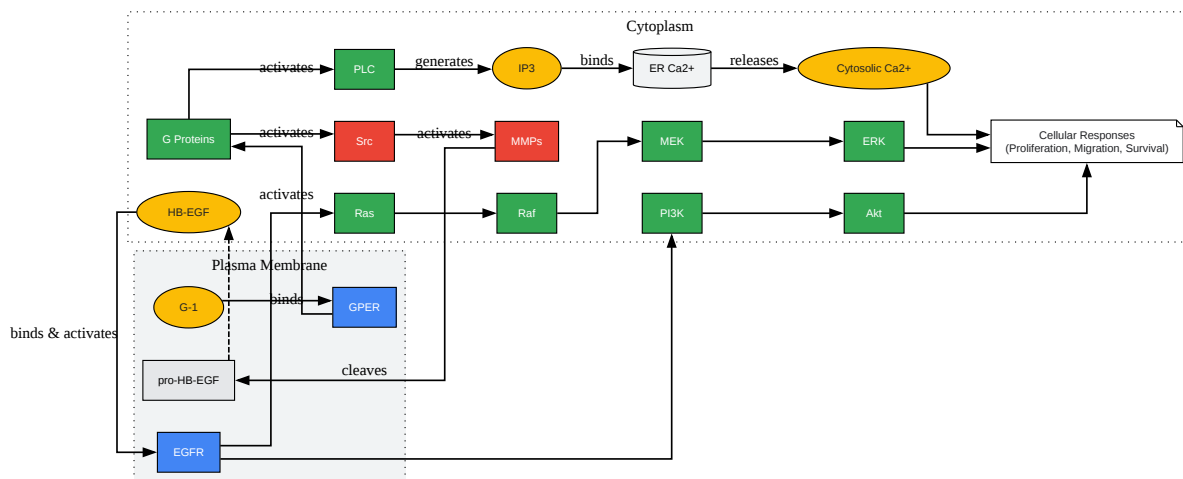 Cytoplasm
activates
PLC
generates
IP3
binds
ER Ca2+
releases
Cytosolic Ca2+
G Proteins
activates
Src
activates
MMPs
MEK
ERK
Cellular Responses
(Proliferation, Migration, Survival)
HB-EGF
activates
Ras
Raf
PI3K
Akt
Plasma Membrane
G-1
binds
GPER
binds & activates
pro-HB-EGF
cleaves
EGFR